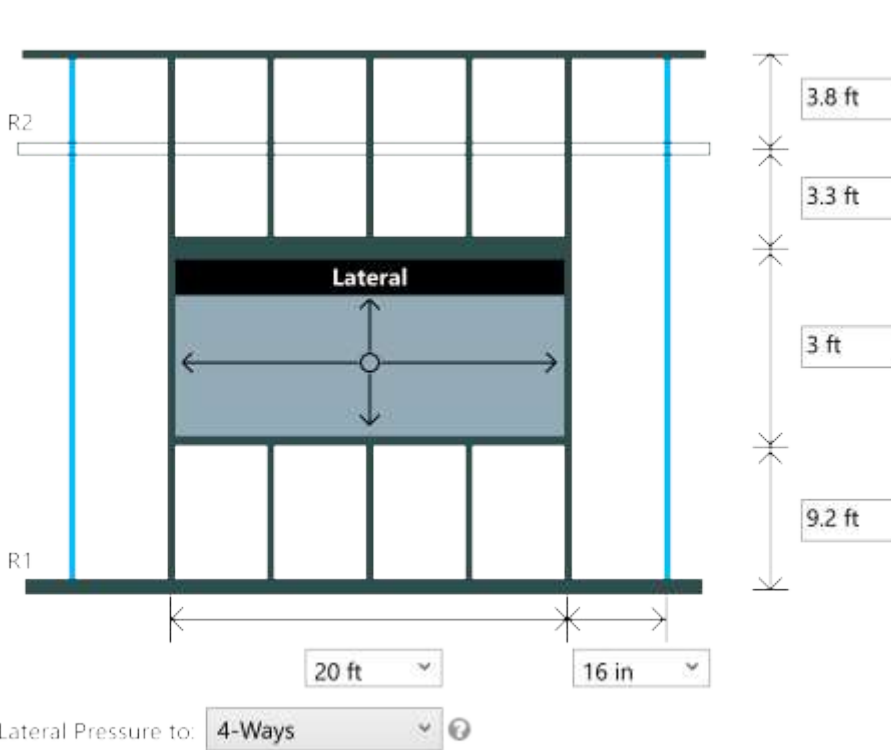 3.8 ft
R2
3.3 ft
Lateral
3 ft
9.2 ft
R1
20 ft
16 in
Lateral Pressure to: 4-Ways ?